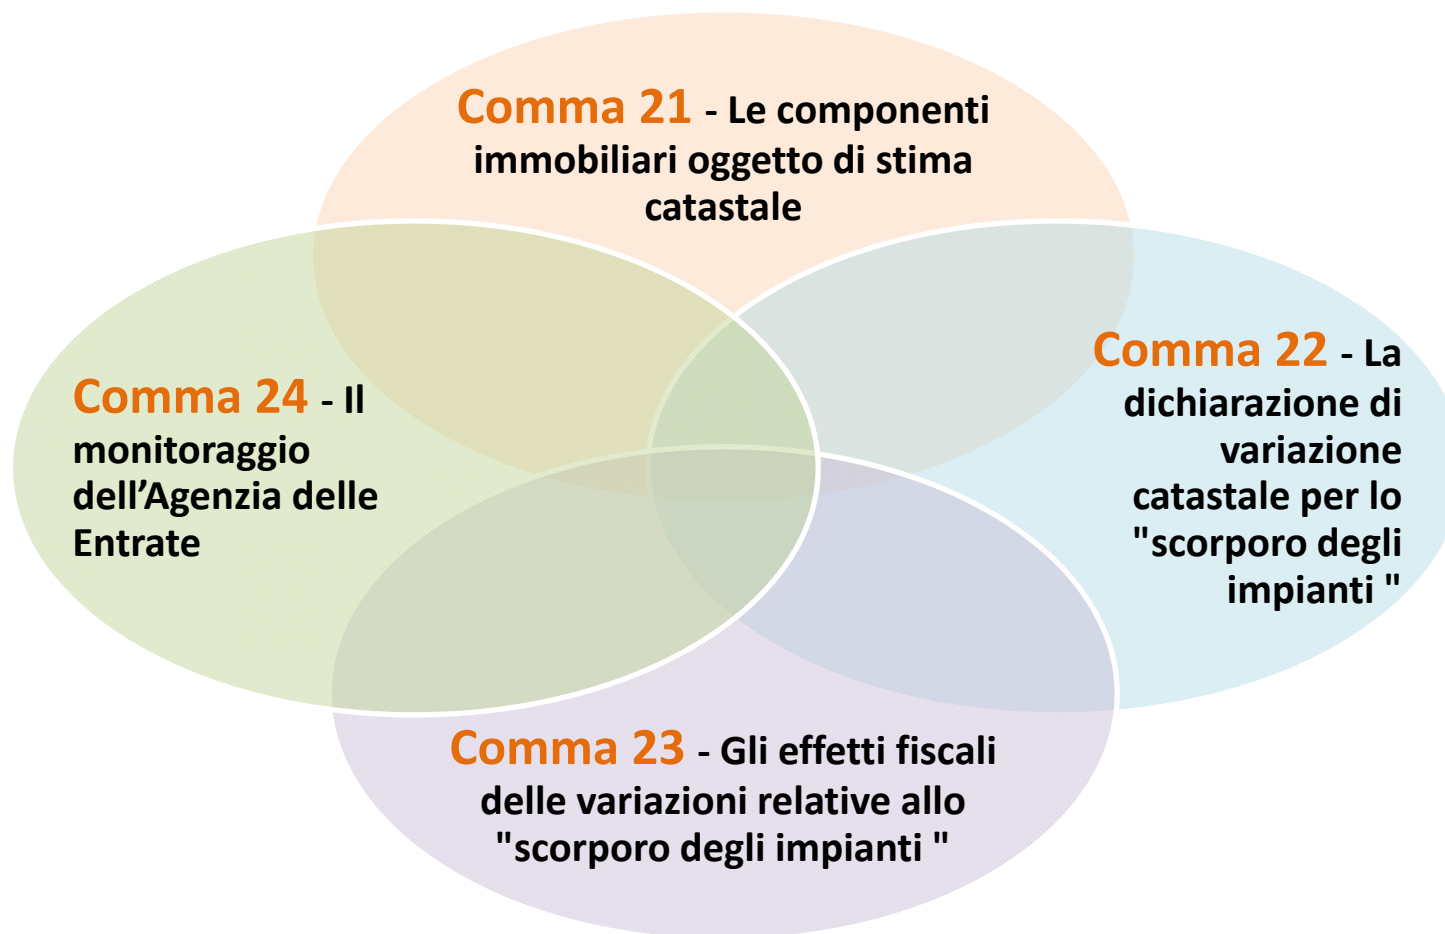 Comma 21 - Le componenti
immobiliari oggetto di stima
catastale
Comma 22 - La
dichiarazione di
variazione
catastale per lo
"scorporo degli
impianti "
Comma 24 - Il
monitoraggio
dell’Agenzia delle
Entrate
Comma 23 - Gli effetti fiscali
delle variazioni relative allo
"scorporo degli impianti "